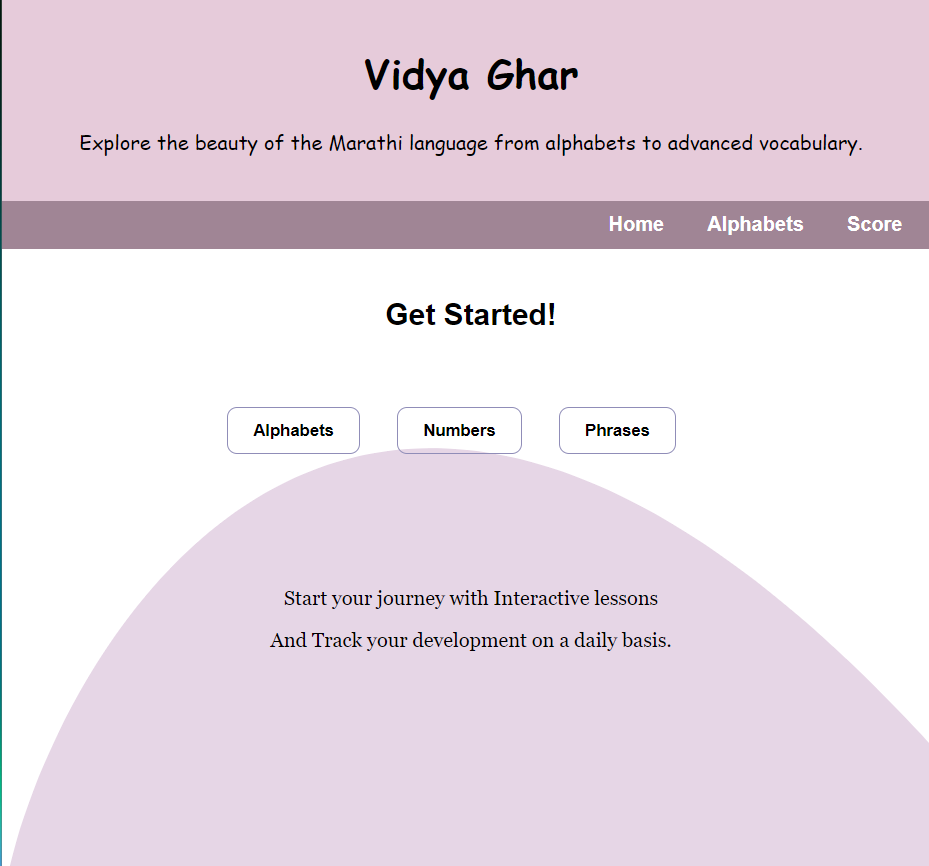 Vidya Ghar
Explore the beauty of the Marathi language from alphabets to advanced vocabulary.
Home Alphabets Score
Get Started!
Alphabets Numbers Phrases
Start your journey with Interactive lessons
And Track your development on a daily basis.